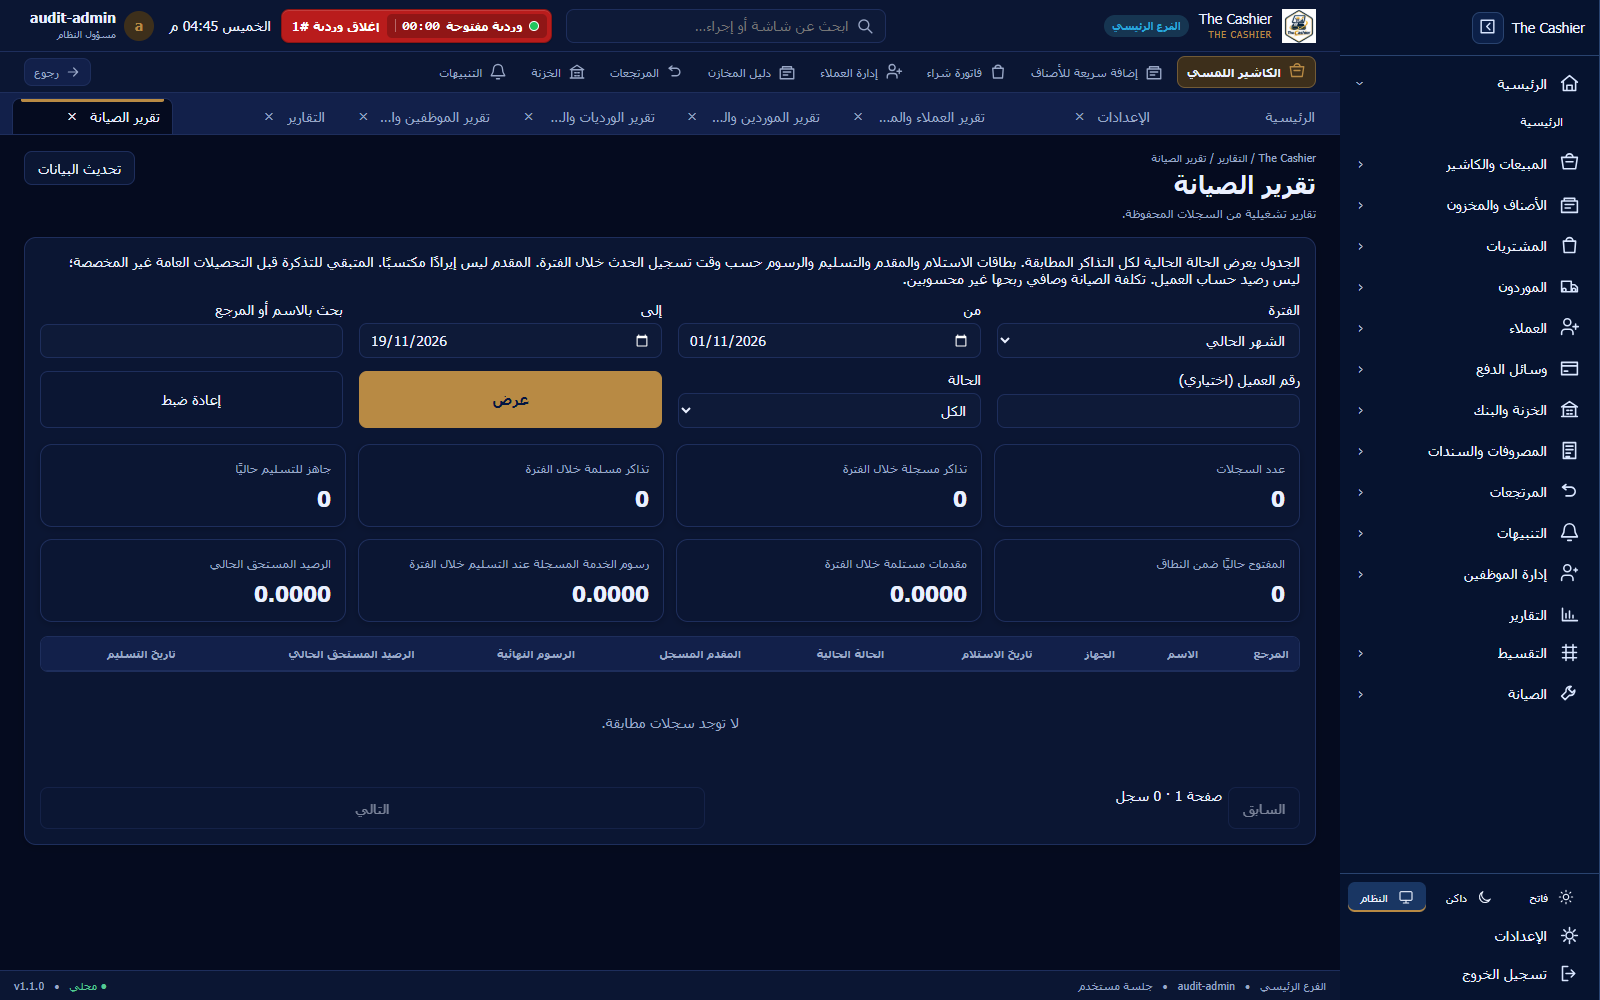 The Cashier
الرئيسية
الرئيسية
المبيعات والكاشير
الأصناف والمخزون
المشتريات
الموردون
العملاء
وسائل الدفع
الخزنة والبنك
المصروفات والسندات
المرتجعات
التنبيهات
إدارة الموظفين
التقارير
التقسيط
الصيانة
فاتح
داكن
النظام
الإعدادات
تسجيل الخروج
The Cashier
THE CASHIER
الفرع الرئيسي
ابحث عن شاشة أو إجراء...
وردية مفتوحة 00:00 | إغلاق وردية #1
الخميس 04:45 م
a
audit-admin
مسؤول النظام
الكاشير اللمسي
إضافة سريعة للأصناف
فاتورة شراء
إدارة العملاء
دليل المخازن
المرتجعات
الخزنة
التنبيهات
رجوع
الرئيسية
الإعدادات ×
تقرير العملاء والم... ×
تقرير الموردين وال... ×
تقرير الورديات وال... ×
تقرير الموظفين وا... ×
التقارير ×
تقرير الصيانة ×
The Cashier / التقارير / تقرير الصيانة
تقرير الصيانة
تقارير تشغيلية من السجلات المحفوظة.
تحديث البيانات
الجدول يعرض الحالة الحالية لكل التذاكر المطابقة. بطاقات الاستلام والمقدم والتسليم والرسوم حسب وقت تسجيل الحدث خلال الفترة. المقدم ليس إيرادًا مكتسبًا. المتبقي للتذكرة قبل التحصيلات العامة غير المخصصة؛
ليس رصيد حساب العميل. تكلفة الصيانة وصافي ربحها غير محسوبين.
الفترة
الشهر الحالي
من
01/11/2026
إلى
19/11/2026
بحث بالاسم أو المرجع
رقم العميل (اختياري)
الحالة
الكل
عرض
إعادة ضبط
عدد السجلات
0
تذاكر مسجلة خلال الفترة
0
تذاكر مسلمة خلال الفترة
0
جاهز للتسليم حاليًا
0
المفتوح حاليًا ضمن النطاق
0
مقدمات مستلمة خلال الفترة
0.0000
رسوم الخدمة المسجلة عند التسليم خلال الفترة
0.0000
الرصيد المستحق الحالي
0.0000
المرجع الاسم الجهاز تاريخ الاستلام الحالة الحالية المقدم المسجل الرسوم النهائية الرصيد المستحق الحالي تاريخ التسليم
لا توجد سجلات مطابقة.
السابق
صفحة 1 · 0 سجل
التالي
الفرع الرئيسي • audit-admin • جلسة مستخدم
محلي • v1.1.0